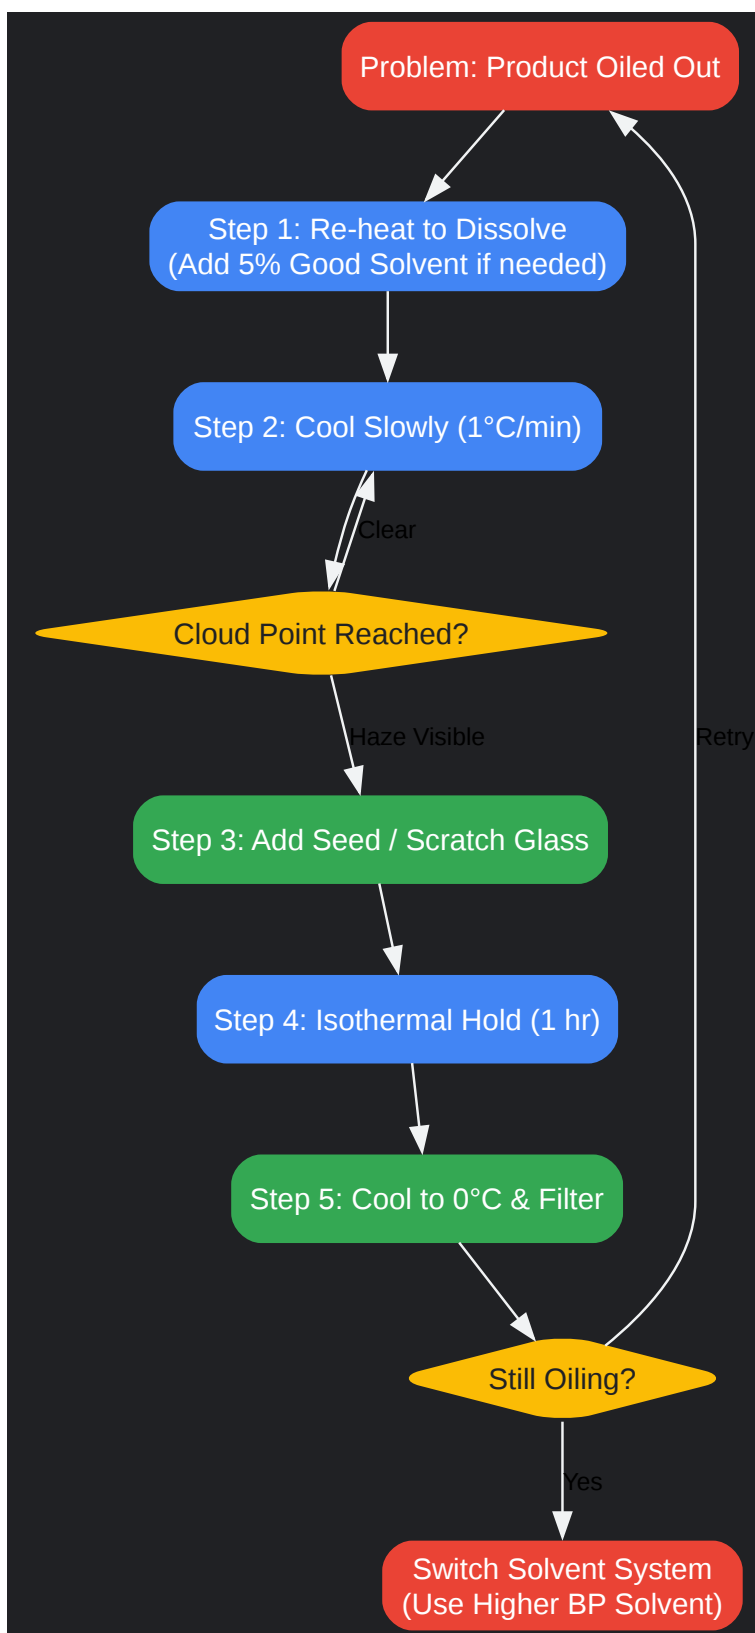 Problem: Product Oiled Out
Step 1: Re-heat to Dissolve
(Add 5% Good Solvent if needed)
Step 2: Cool Slowly (1°C/min)
Clear
Cloud Point Reached?
Haze Visible
Retry
Step 3: Add Seed / Scratch Glass
Step 4: Isothermal Hold (1 hr)
Step 5: Cool to 0°C & Filter
Still Oiling?
Yes
Switch Solvent System
(Use Higher BP Solvent)